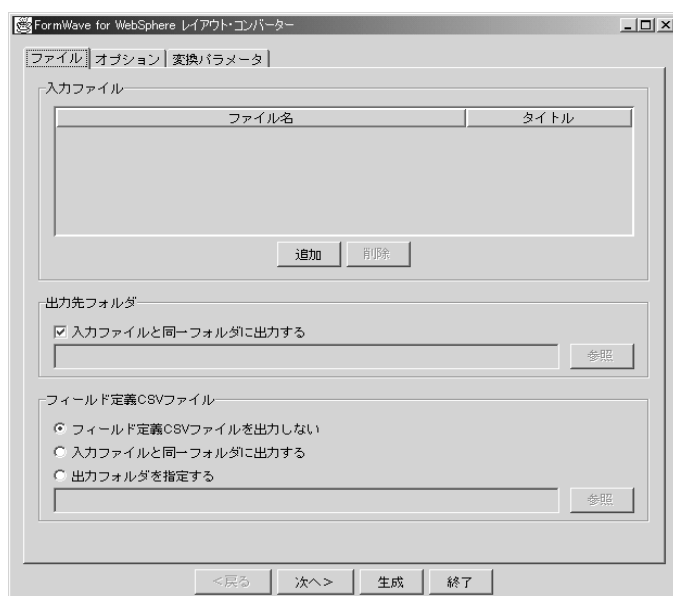 FormWave for WebSphere レイアウト・コンバーター
ファイル オプション 変換パラメータ
入力ファイル
ファイル名 タイトル
追加 削除
出力先フォルダ
入力ファイルと同一フォルダに出力する
参照
フィールド定義CSVファイル
フィールド定義CSVファイルを出力しない
入力ファイルと同一フォルダに出力する
出力フォルダを指定する
参照
<戻る 次へ> 生成 終了